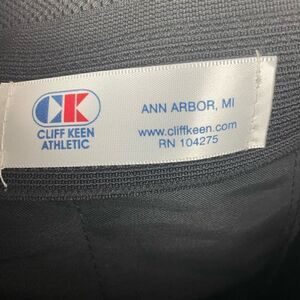 CK
CLIFF KEEN
ATHLETIC
ANN ARBOR, MI
www.cliffkeen.com
RN 104275